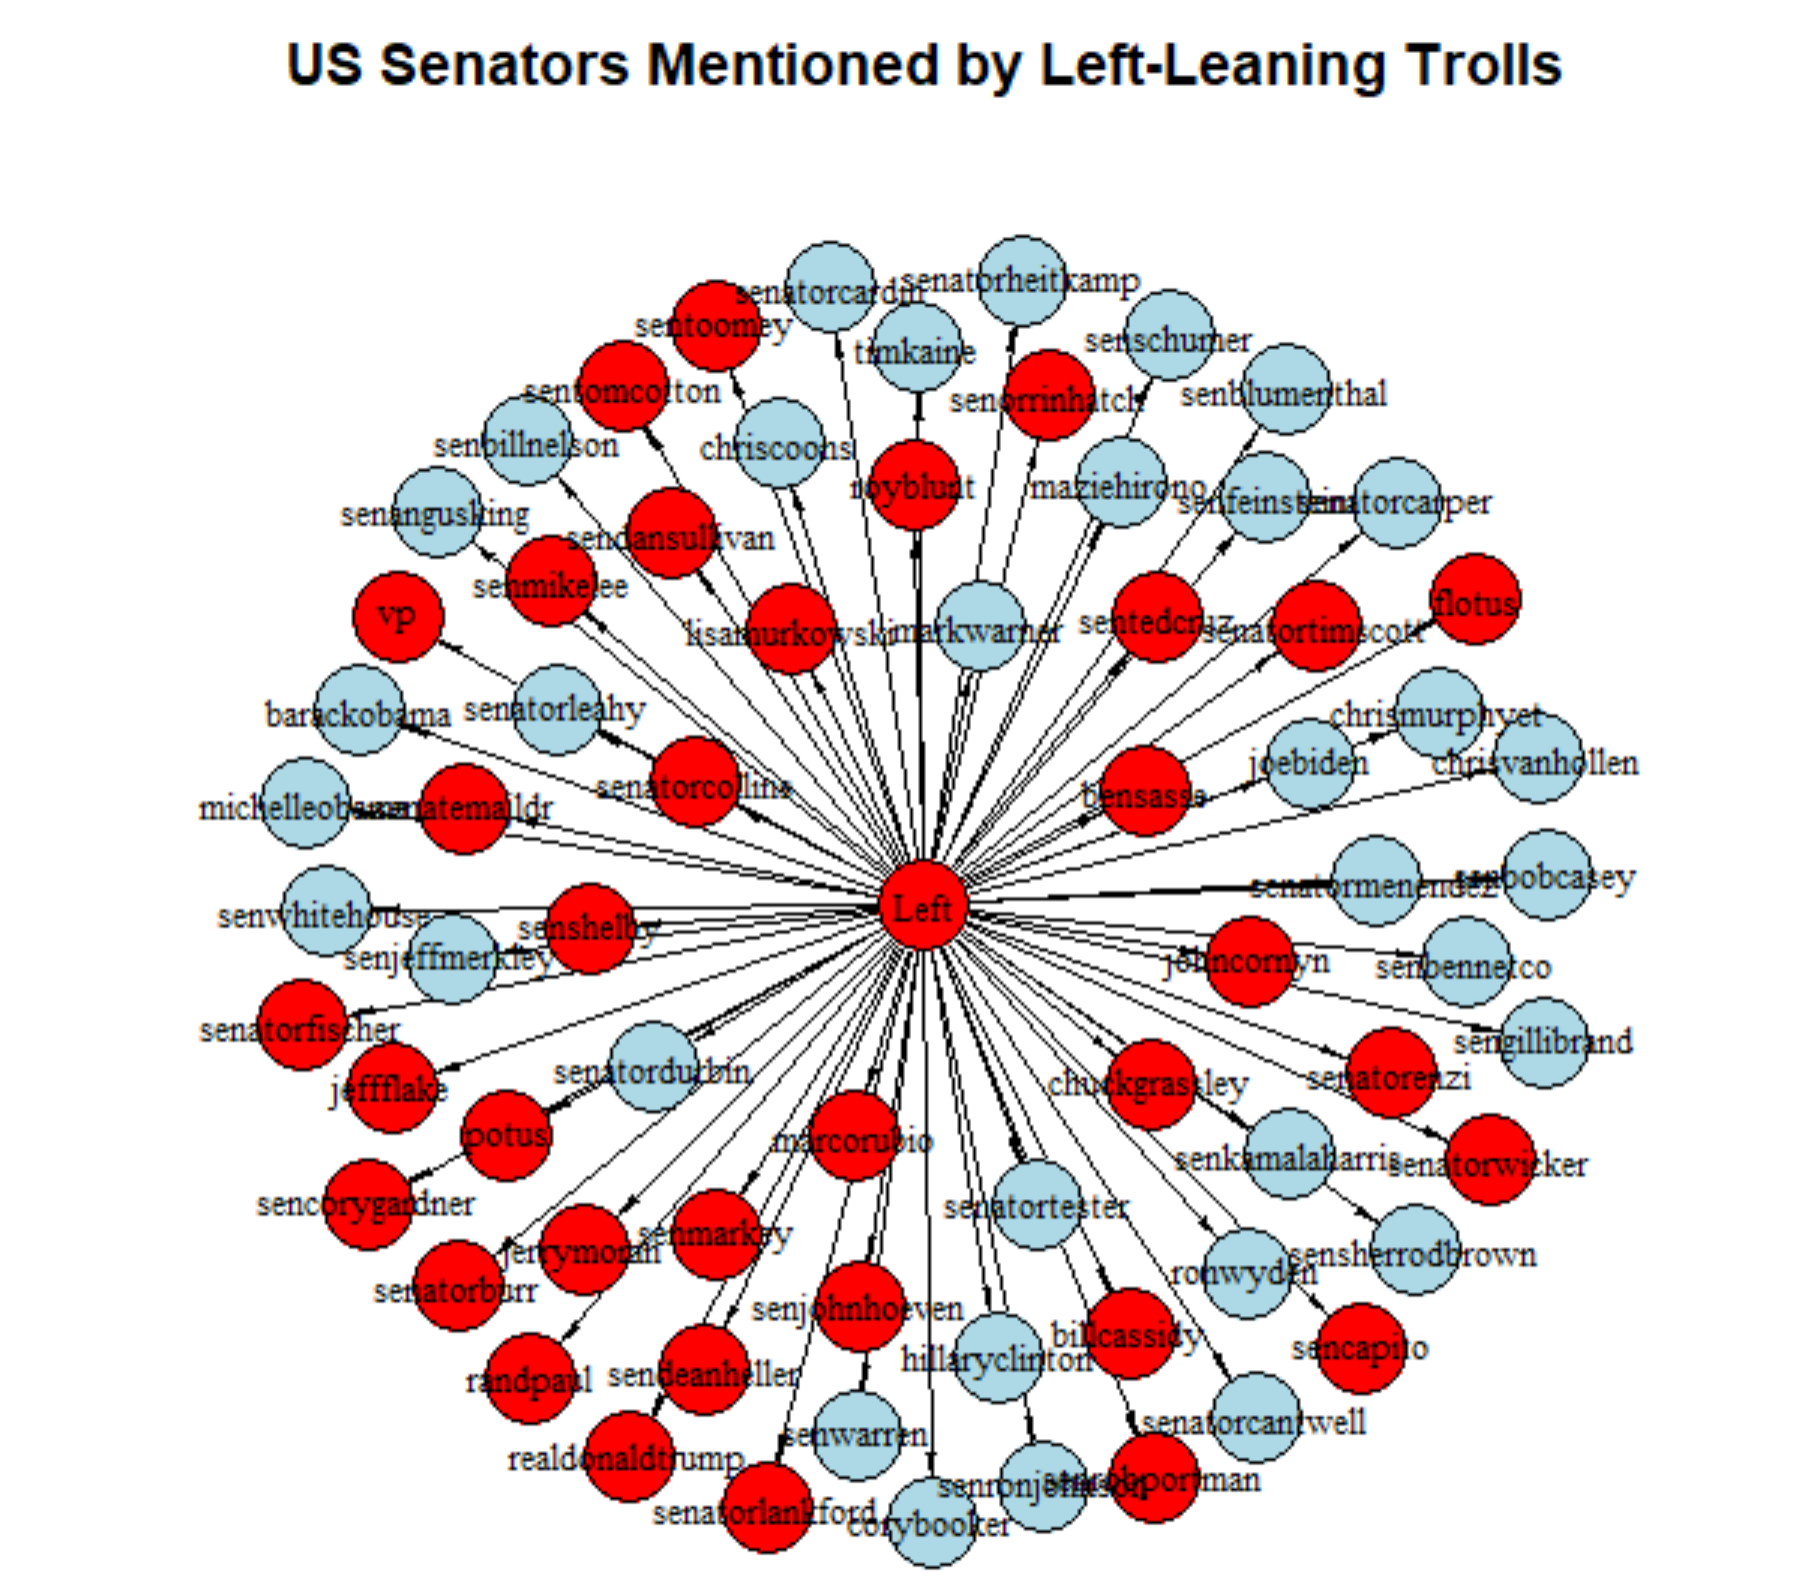 US Senators Mentioned by Left-Leaning Trolls
senatorheitkamp
senatorcardin
sentoomey
senschumer
timkaine
sentomcotton
senblumenthal
senorrinhatch
senbillnelson
chriscoons
royblunt
maziehirono
senfeinstein
senatorcarper
senangusking
sendansullivan
senmikelee
vp
flotus
lisamurkowski
markwarner
sentedcruz
senatortimscott
barackobama
senatorleahy
chrismurphyct
joebiden
chrisvanhollen
senatorcollins
bensasse
michelleobama
senatemajldr
senatormenendez
senbobcasey
Left
senwhitehouse
senshelby
senjeffmerkley
johncornyn
senbennetco
senatorfischer
sengillibrand
jeffflake
senatordurbin
chuckgrassley
senatorenzi
potus
marcorubio
senkamalaharris
senatorwicker
sencorygardner
senmarkey
senatortester
jerrymoran
sensherrodbrown
ronwyden
senatorburr
senjohnhoeven
billcassidy
sencapito
hillaryclinton
randpaul
sendeanheller
senatorcantwell
senwarren
realdonaldtrump
senronjohnson
senrobportman
senatorlankford
corybooker